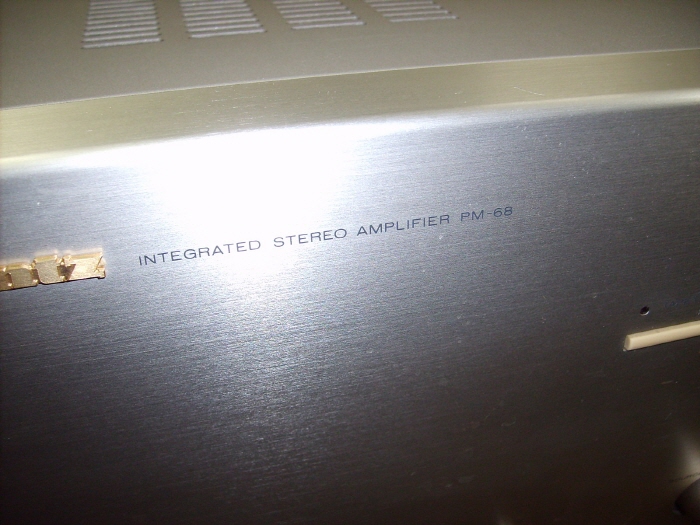 INTEGRATED STEREO AMPLIFIER PM-68